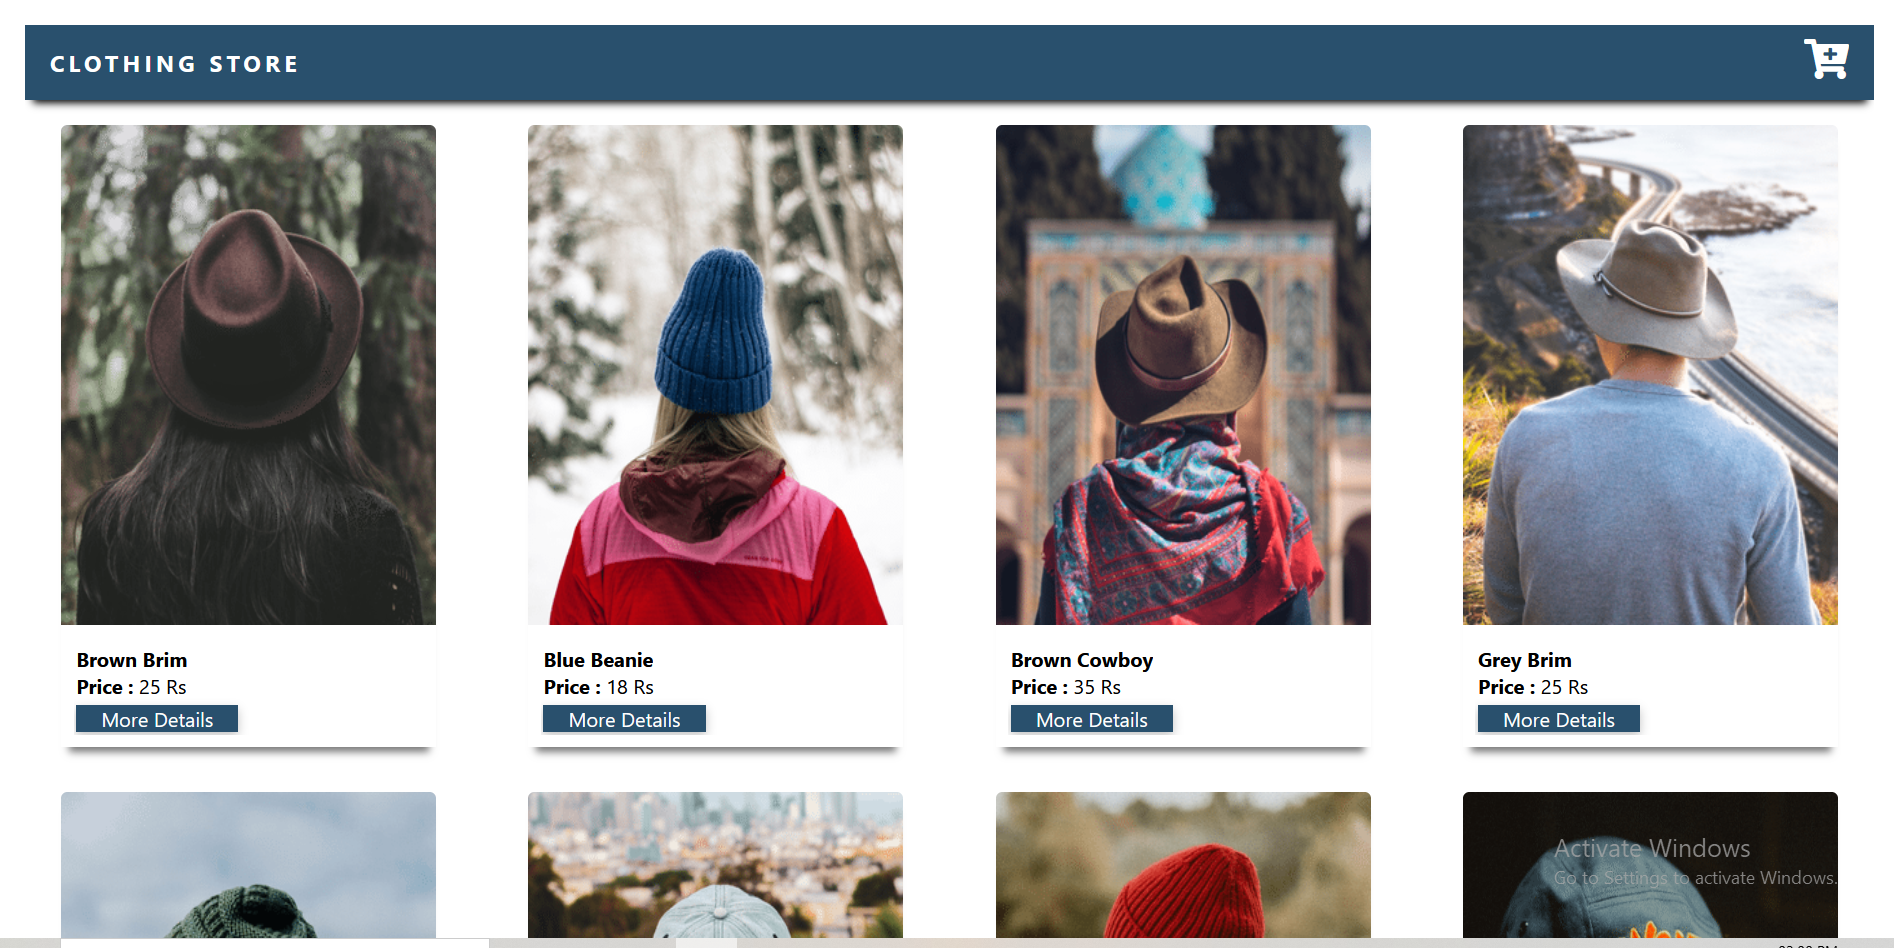 CLOTHING STORE
Brown Brim
Price : 25 Rs
More Details
Blue Beanie
Price : 18 Rs
More Details
Brown Cowboy
Price : 35 Rs
More Details
Grey Brim
Price : 25 Rs
More Details
Activate Windows
Go to Settings to activate Windows.